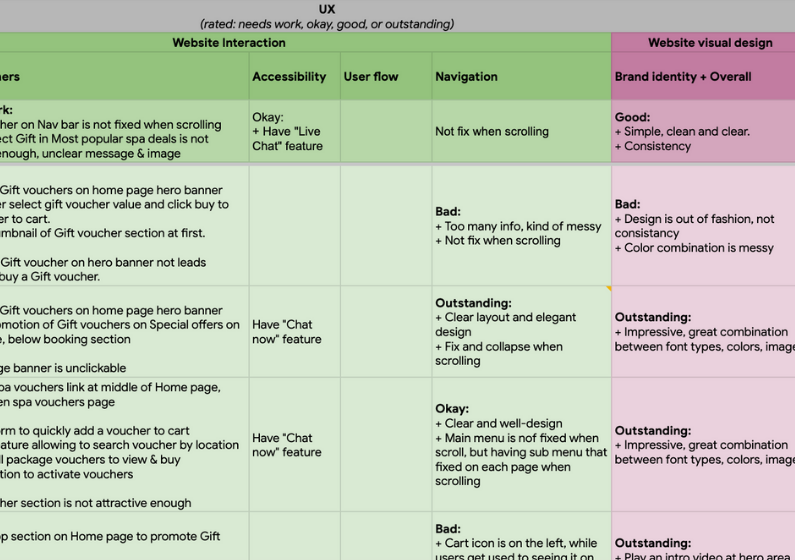 UX
(rated: needs work, okay, good, or outstanding)
Website Interaction
Website visual design
Accessibility
User flow
Navigation
Brand identity + Overall
her on Nav bar is not fixed when scrolling
ect Gift in Most popular spa deals is not
enough, unclear message & image
Okay:
+ Have "Live
Chat" feature
Not fix when scrolling
Good:
+ Simple, clean and clear.
+ Consistency
Gift vouchers on home page hero banner
er select gift voucher value and click buy to
er to cart.
mbnail of Gift voucher section at first.
Gift voucher on hero banner not leads
buy a Gift voucher.
Bad:
+ Too many info, kind of messy
+ Not fix when scrolling
Bad:
+ Design is out of fashion, not
consistancy
+ Color combination is messy
Gift vouchers on home page hero banner
omotion of Gift vouchers on Special offers on
e, below booking section
ge banner is unclickable
Have "Chat
now" feature
Outstanding:
+ Clear layout and elegant
design
+ Fix and collapse when
scrolling
Outstanding:
+ Impressive, great combination
between font types, colors, image
pa vouchers link at middle of Home page,
en spa vouchers page
orm to quickly add a voucher to cart
ature allowing to search voucher by location
ll package vouchers to view & buy
tion to activate vouchers
her section is not attractive enough
Have "Chat
now" feature
Okay:
+ Clear and well-design
+ Main menu is nof fixed when
scroll, but having sub menu that
fixed on each page when
scrolling
Outstanding:
+ Impressive, great combination
between font types, colors, image
op section on Home page to promote Gift
Bad:
+ Cart icon is on the left, while
users get used to seeing it on
Outstanding:
+ Play an intro video at hero area